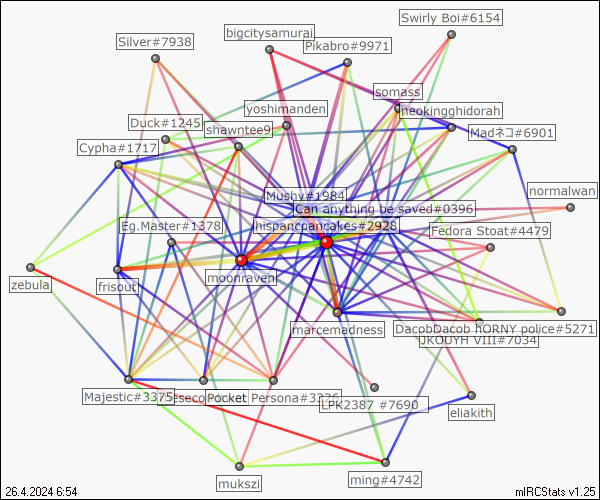 Swirly Boi#6154
bigcitysamurai
Silver#7938
Pikabro#9971
somass
yoshimanden
heokingghidorah
Duck#1245
shawntee9
Madネコ#6901
Cypha#1717
Mushy#1984
normalwan
Can anything be saved#0396
Eg.Master#1378
hispanicpancakes#2928
Fedora Stoat#4479
moonraven
zebula
frisout
marcemadness
DacobDacob HORNY police#5271
JKOUYH VIII#7034
Majestic#3375
Pocket Persona#3336
LPK2387 #7690
eliakith
mukszi
ming#4742
26.4.2024 6:54
mIRCStats v1.25